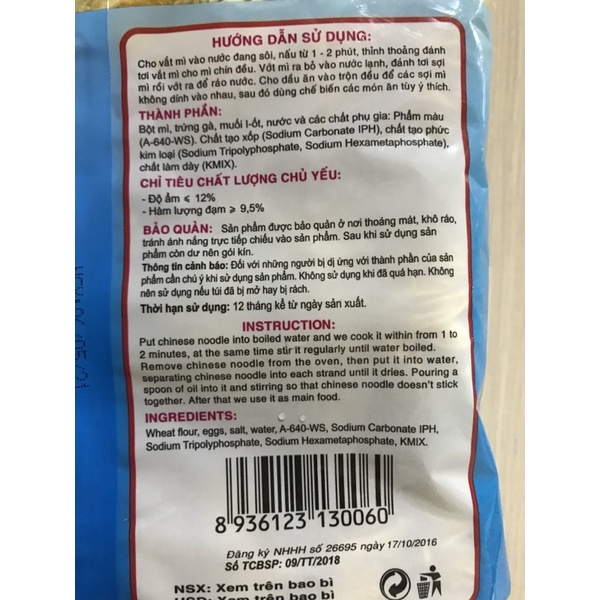 HƯỚNG DẪN SỬ DỤNG:
Cho vắt mì vào nước đang sôi, nấu từ 1 - 2 phút, thỉnh thoảng đánh
tơi vắt mì cho mì chín đều. Vớt mì ra bỏ vào nước lạnh, đánh tơi sợi
mì rồi vớt ra để ráo nước. Cho dầu ăn vào trộn đều để các sợi mì
không dính vào nhau, sau đó dùng chế biến các món ăn tùy ý thích.
THÀNH PHẦN:
Bột mì, trứng gà, muối I-ốt, nước và các chất phụ gia: Phẩm màu
(A-640-WS). Chất tạo xốp (Sodium Carbonate IPH), chất tạo phức
kim loại (Sodium Tripolyphosphate, Sodium Hexametaphosphate),
chất làm dày (KMIX).
CHỈ TIÊU CHẤT LƯỢNG CHỦ YẾU:
- Độ ẩm ⩽ 12%
- Hàm lượng đạm ⩾ 9,5%
BẢO QUẢN: Sản phẩm được bảo quản ở nơi thoáng mát, khô ráo,
tránh ánh nắng trực tiếp chiếu vào sản phẩm. Sau khi sử dụng sản
phẩm còn dư nên gói kín.
Thông tin cảnh báo: Đối với những người bị dị ứng với thành phần của sản
phẩm cần chú ý khi sử dụng sản phẩm. Không sử dụng khi đã quá hạn. Không
nên sử dụng nếu túi đã bị mở hay bị rách.
Thời hạn sử dụng: 12 tháng kể từ ngày sản xuất.
INSTRUCTION:
Put chinese noodle into boiled water and we cook it within from 1 to
2 minutes, at the same time stir it regularly until water boiled.
Remove chinese noodle from the oven, then put it into water,
separating chinese noodle into each strand until it dries. Pouring a
spoon of oil into it and stirring so that chinese noodle doesn't stick
together. After that we use it as main food.
INGREDIENTS:
Wheat flour, eggs, salt, water, A-640-WS, Sodium Carbonate IPH,
Sodium Tripolyphosphate, Sodium Hexametaphosphate, KMIX.
8 936123 130060
Đăng ký NHHH số 26695 ngày 17/10/2016
Số TCBSP: 09/TT/2018
NSX: Xem trên bao bì
HSD: Xem trên bao bì